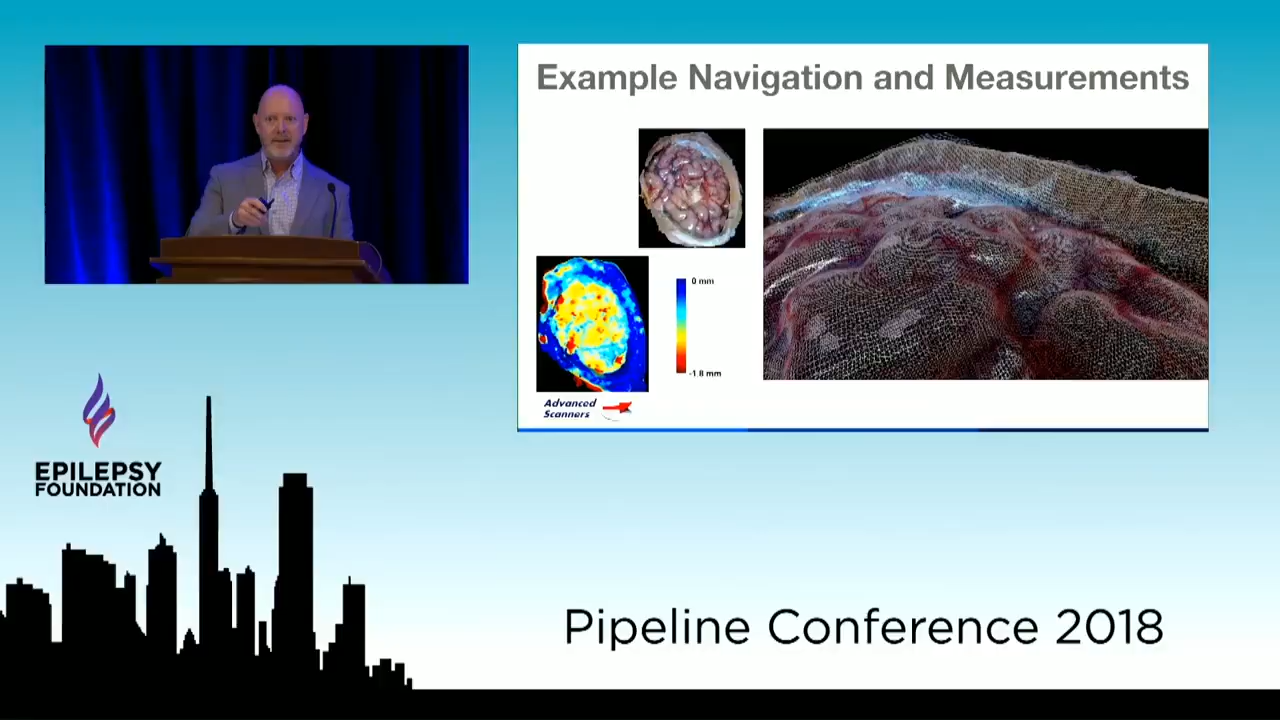 Example Navigation and Measurements
0 mm
-1.8 mm
Advanced
Scanners
EPILEPSY
FOUNDATION
Pipeline Conference 2018